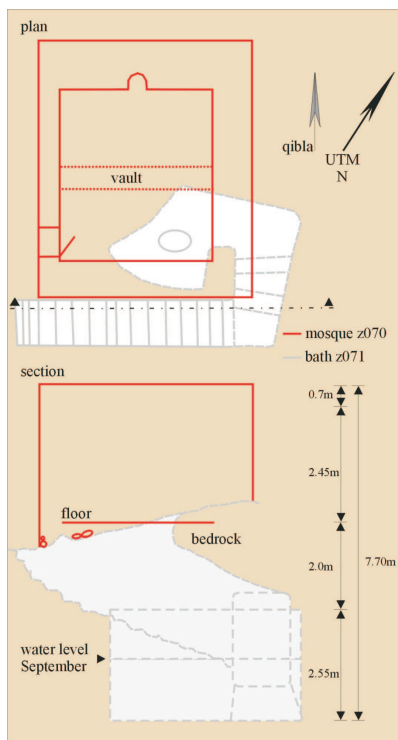 plan
qibla
UTM
N
vault
mosque z070
bath z071
section
0.7m
2.45m
floor
bedrock
2.0m
7.70m
water level
September
2.55m